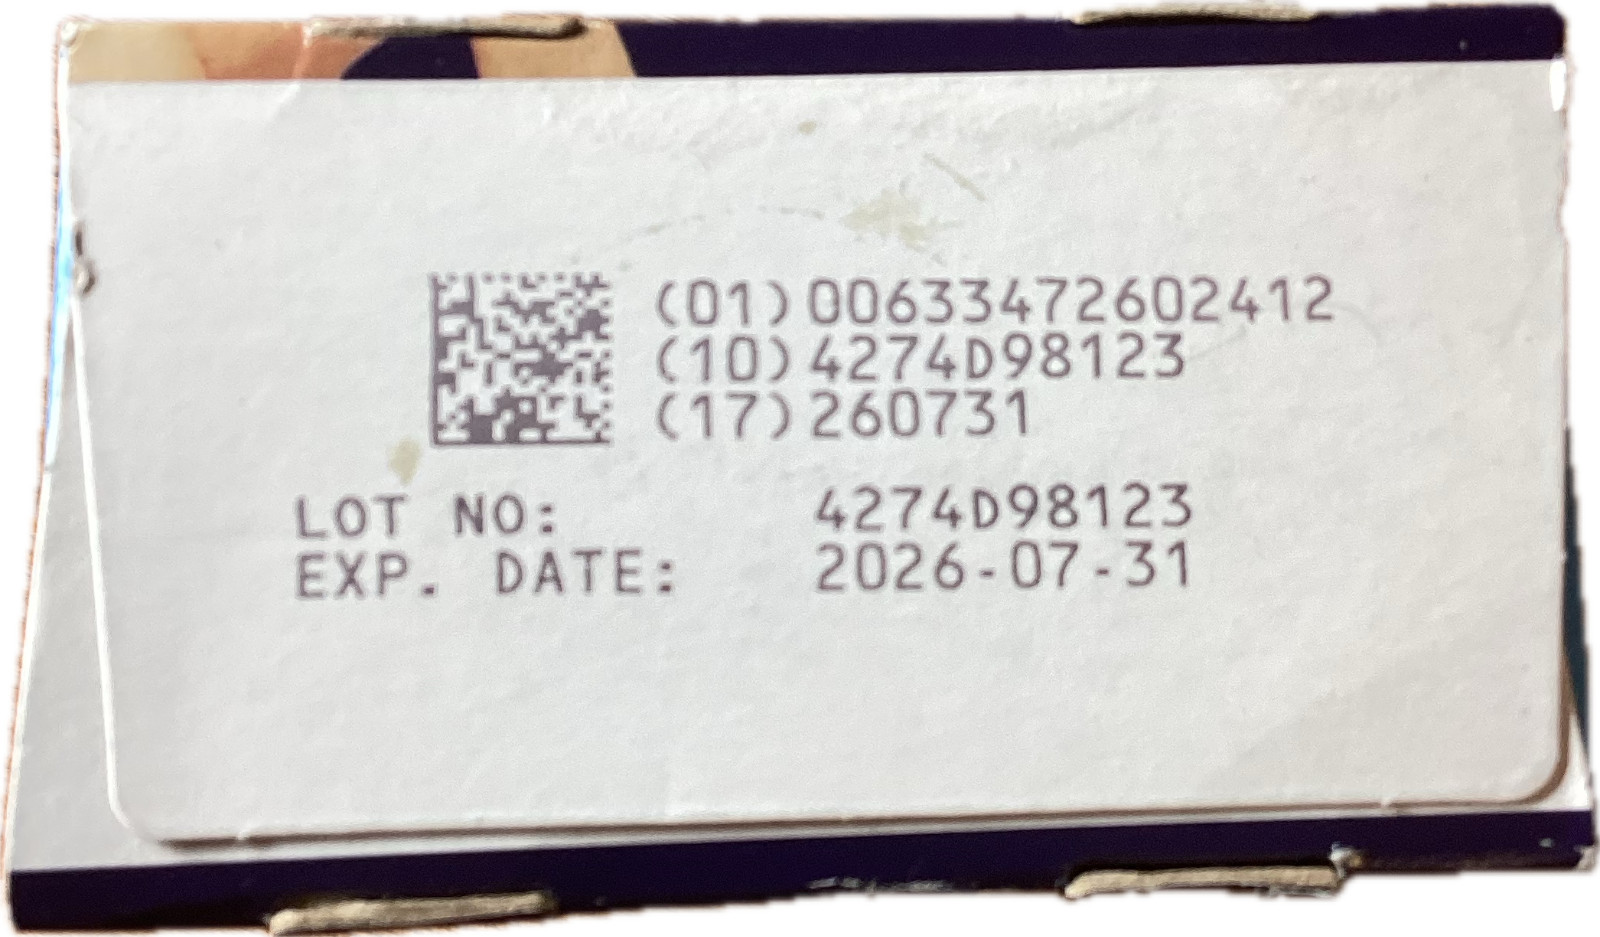 (01)00633472602412
(10)4274D98123
(17)260731
LOT NO: 4274D98123
EXP. DATE: 2026-07-31